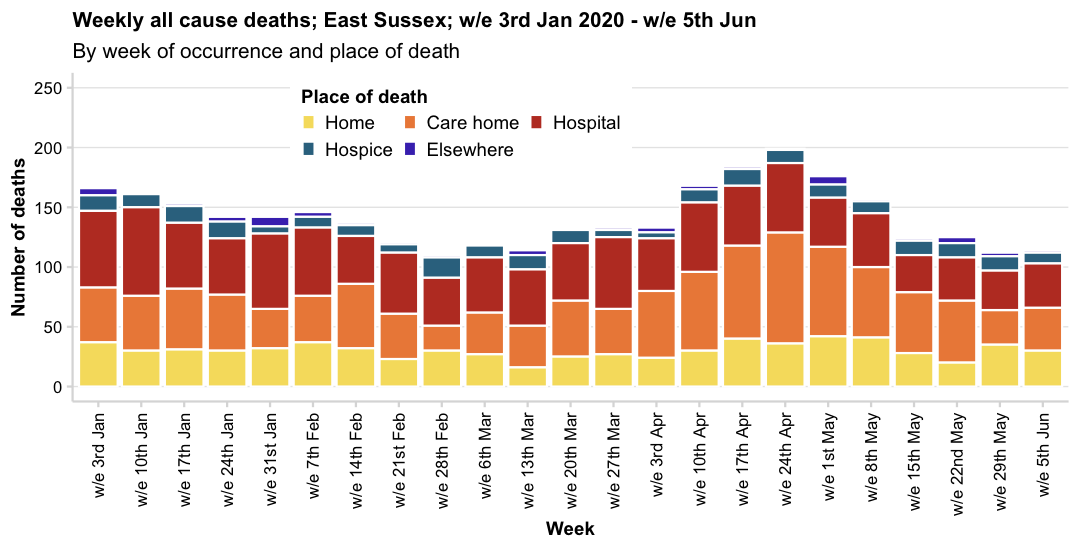 Weekly all cause deaths; East Sussex; w/e 3rd Jan 2020 - w/e 5th Jun
By week of occurrence and place of death
Number of deaths
250
200
150
100
50
0
Place of death
Home Care home Hospital
Hospice Elsewhere
w/e 3rd Jan
w/e 10th Jan
w/e 17th Jan
w/e 24th Jan
w/e 31st Jan
w/e 7th Feb
w/e 14th Feb
w/e 21st Feb
w/e 28th Feb
w/e 6th Mar
w/e 13th Mar
w/e 20th Mar
w/e 27th Mar
w/e 3rd Apr
w/e 10th Apr
w/e 17th Apr
w/e 24th Apr
w/e 1st May
w/e 8th May
w/e 15th May
w/e 22nd May
w/e 29th May
w/e 5th Jun
Week